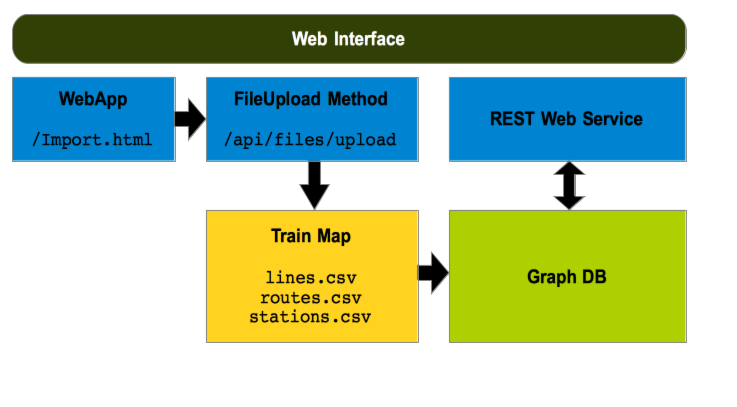 Web Interface
WebApp
/Import.html
FileUpload Method
/api/files/upload
REST Web Service
Train Map
lines.csv
routes.csv
stations.csv
Graph DB